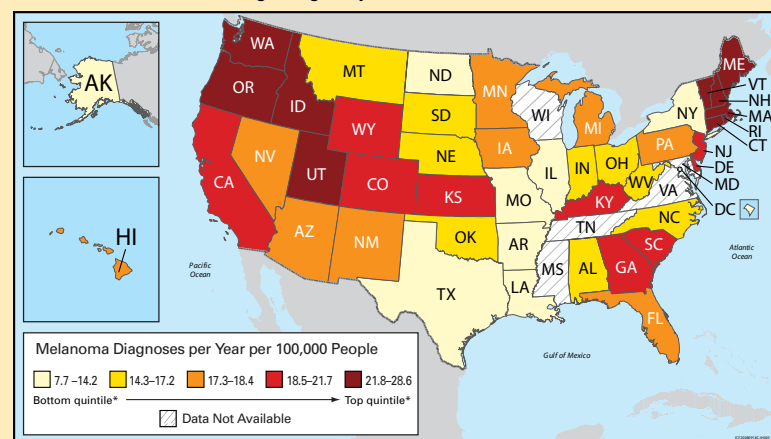 WA
MT
ND
MN
ME
VT
NH
MA
RI
CT
AK
OR
ID
SD
WI
MI
NY
WY
NE
IA
PA
NJ
DE
MD
DC
NV
UT
CO
KS
MO
IL
IN
OH
WV
VA
KY
CA
AZ
NM
OK
AR
TN
NC
SC
HI
TX
LA
MS
AL
GA
FL
Pacific
Ocean
Atlantic
Ocean
Gulf of Mexico
Melanoma Diagnoses per Year per 100,000 People
7.7–14.2 14.3–17.2 17.3–18.4 18.5–21.7 21.8–28.6
Bottom quintile* Top quintile*
Data Not Available